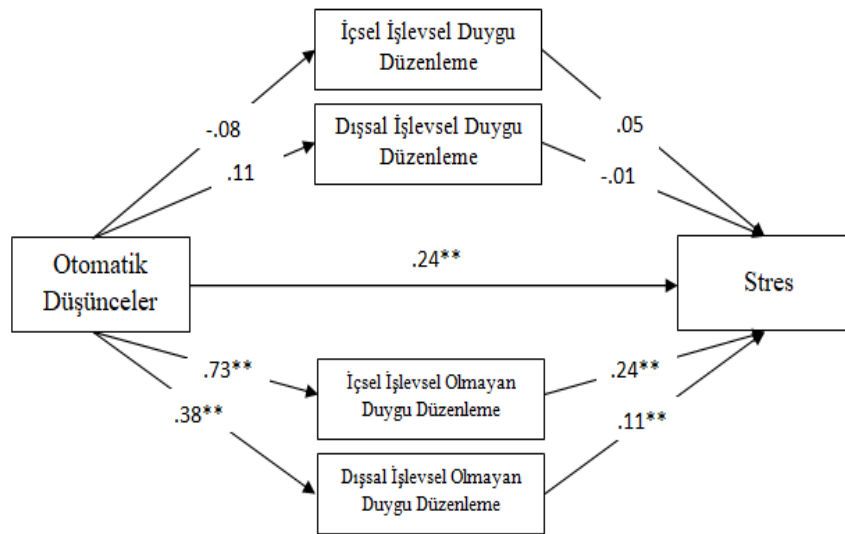 İçsel İşlevsel Duygu
Düzenleme
-.08
.05
Dışsal İşlevsel Duygu
Düzenleme
.11
-.01
Otomatik
Düşünceler
.24**
Stres
.73**
İçsel İşlevsel Olmayan
Duygu Düzenleme
.24**
.38**
.11**
Dışsal İşlevsel Olmayan
Duygu Düzenleme